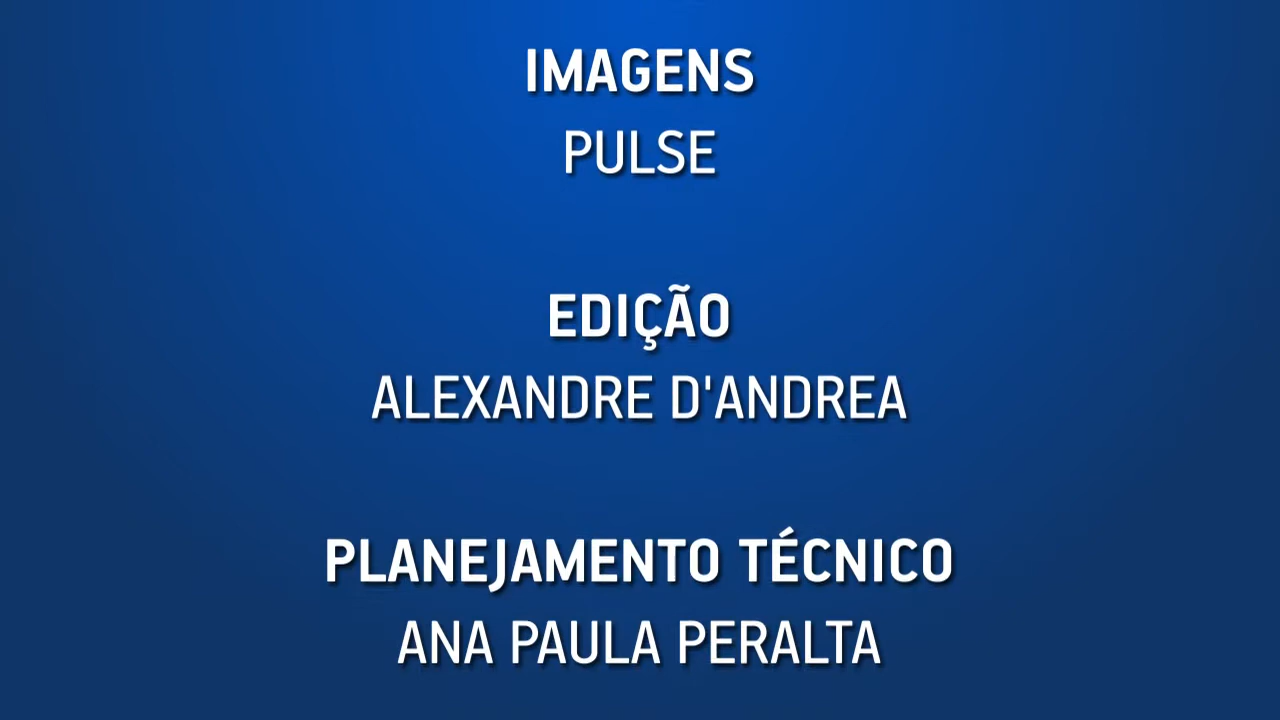 IMAGENS
PULSE
EDIÇÃO
ALEXANDRE D'ANDREA
PLANEJAMENTO TÉCNICO
ANA PAULA PERALTA